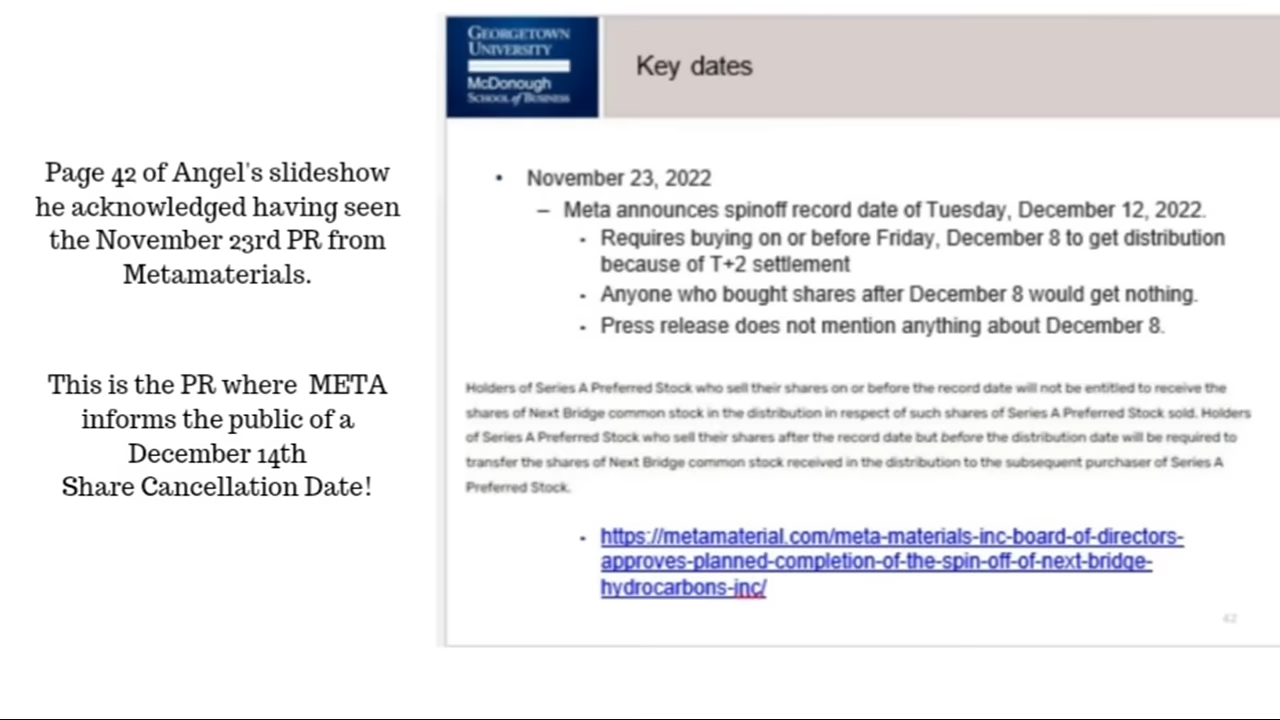 Page 42 of Angel's slideshow
he acknowledged having seen
the November 23rd PR from
Metamaterials.
This is the PR where META
informs the public of a
December 14th
Share Cancellation Date!
GEORGETOWN
UNIVERSITY
McDonough
SCHOOL of BUSINESS
Key dates
• November 23, 2022
– Meta announces spinoff record date of Tuesday, December 12, 2022.
• Requires buying on or before Friday, December 8 to get distribution
because of T+2 settlement
• Anyone who bought shares after December 8 would get nothing.
• Press release does not mention anything about December 8.
Holders of Series A Preferred Stock who sell their shares on or before the record date will not be entitled to receive the
shares of Next Bridge common stock in the distribution in respect of such shares of Series A Preferred Stock sold. Holders
of Series A Preferred Stock who sell their shares after the record date but before the distribution date will be required to
transfer the shares of Next Bridge common stock received in the distribution to the subsequent purchaser of Series A
Preferred Stock.
• https://metamaterial.com/meta-materials-inc-board-of-directors-
approves-planned-completion-of-the-spin-off-of-next-bridge-
hydrocarbons-inc/
42